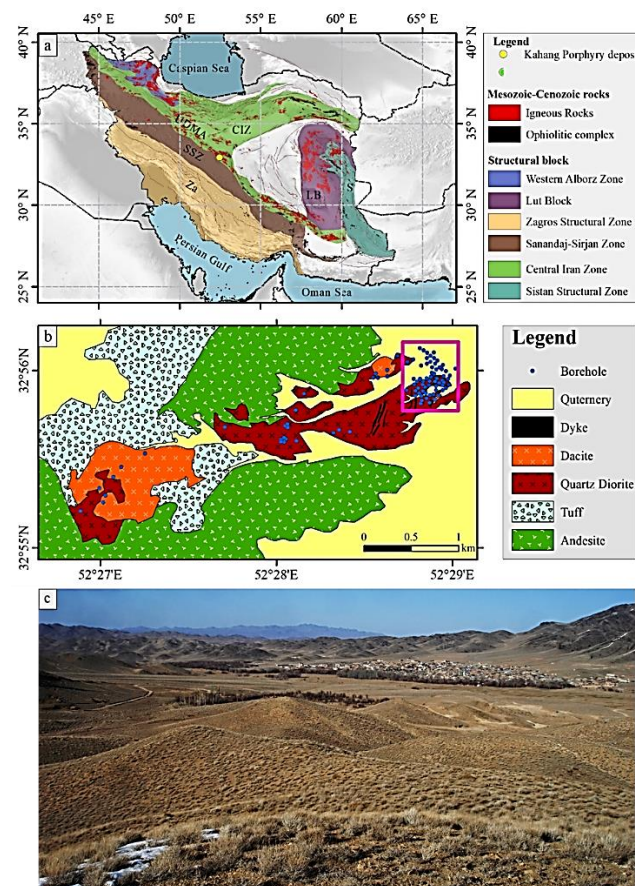 45°E 50°E 55°E 60°E 65°E
40°N
35°N
30°N
25°N
a
Caspian Sea
UDMA
CIZ
SSZ
Za
LB
S
Persian Gulf
Oman Sea
Legend
Kahang Porphyry depos
Mesozoic-Cenozoic rocks
Igneous Rocks
Ophiolitic complex
Structural block
Western Alborz Zone
Lut Block
Zagros Structural Zone
Sanandaj-Sirjan Zone
Central Iran Zone
Sistan Structural Zone
40°N
35°N
30°N
25°N
b
32°56'N
32°55'N
0 0.5 1
km
52°27'E 52°28'E 52°29'E
Legend
Borehole
Quternery
Dyke
Dacite
Quartz Diorite
Tuff
Andesite
c